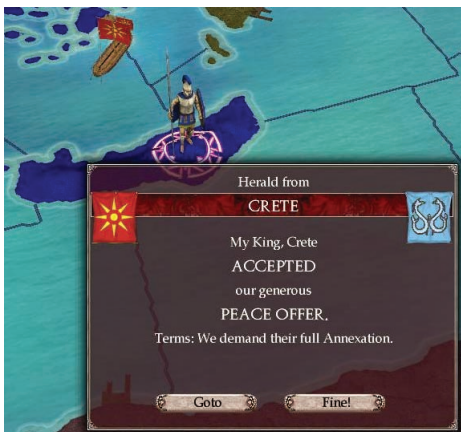 Herald from
CRETE
My King, Crete
ACCEPTED
our generous
PEACE OFFER.
Terms: We demand their full Annexation.
Goto
Fine!